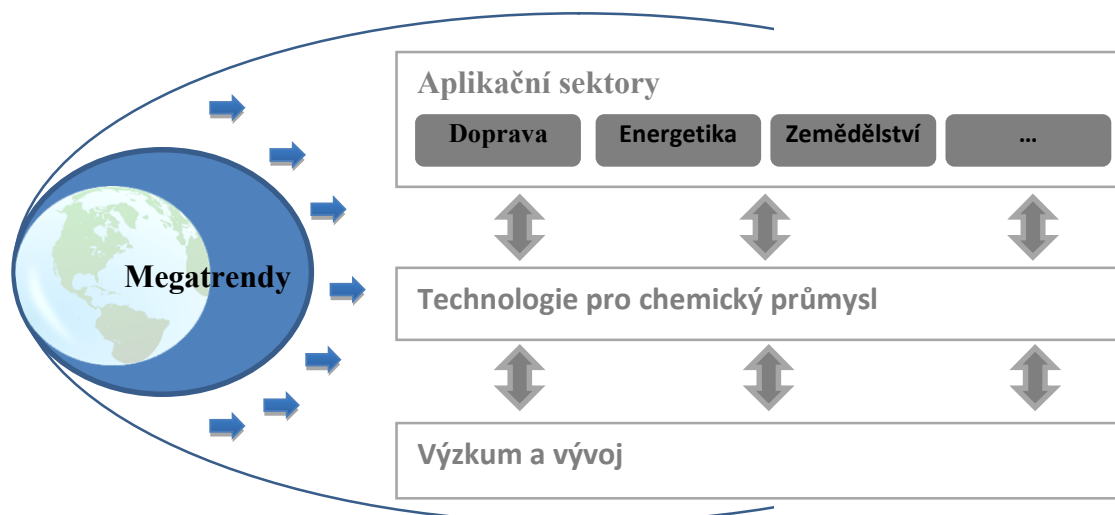 Aplikační sektory
Doprava
Energetika
Zemědělství
...
Megatrendy
Technologie pro chemický průmysl
Výzkum a vývoj